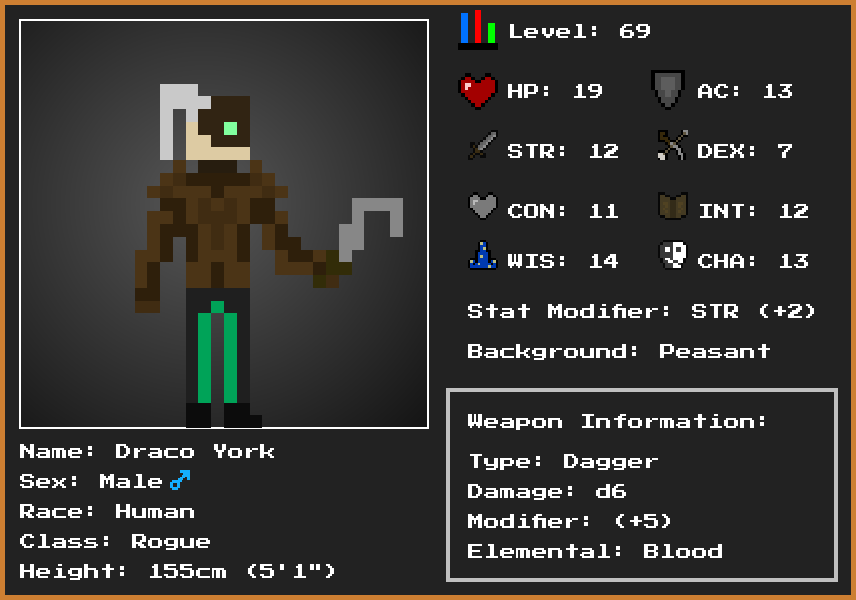 Level: 69
HP: 19 AC: 13
STR: 12 DEX: 7
CON: 11 INT: 12
WIS: 14 CHA: 13
Stat Modifier: STR (+2)
Background: Peasant
Weapon Information:
Type: Dagger
Damage: d6
Modifier: (+5)
Elemental: Blood
Name: Draco York
Sex: Male♂
Race: Human
Class: Rogue
Height: 155cm (5'1")